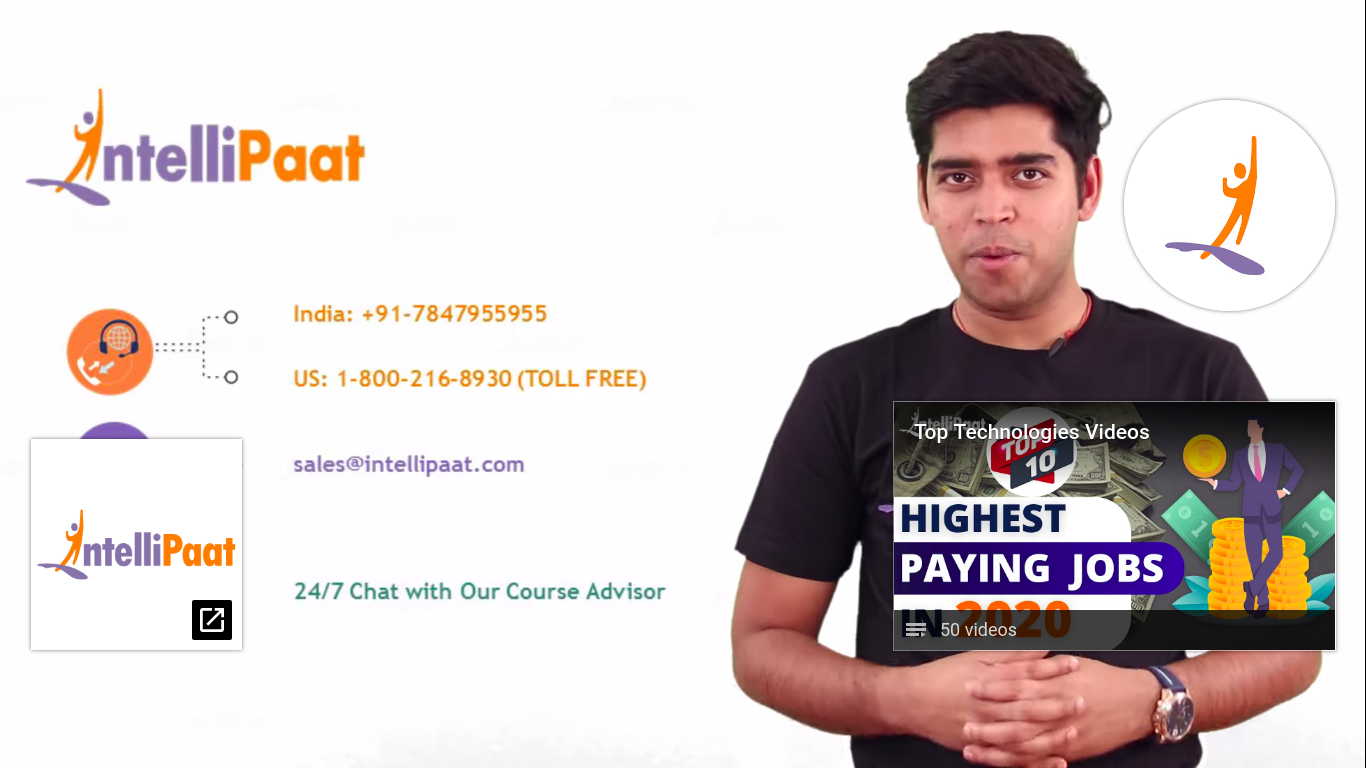 IntelliPaat
India: +91-7847955955
US: 1-800-216-8930 (TOLL FREE)
sales@intellipaat.com
24/7 Chat with Our Course Advisor
IntelliPaat
IntelliPaat
Top Technologies Videos
TOP
10
HIGHEST
PAYING JOBS
IN 2020
50 videos